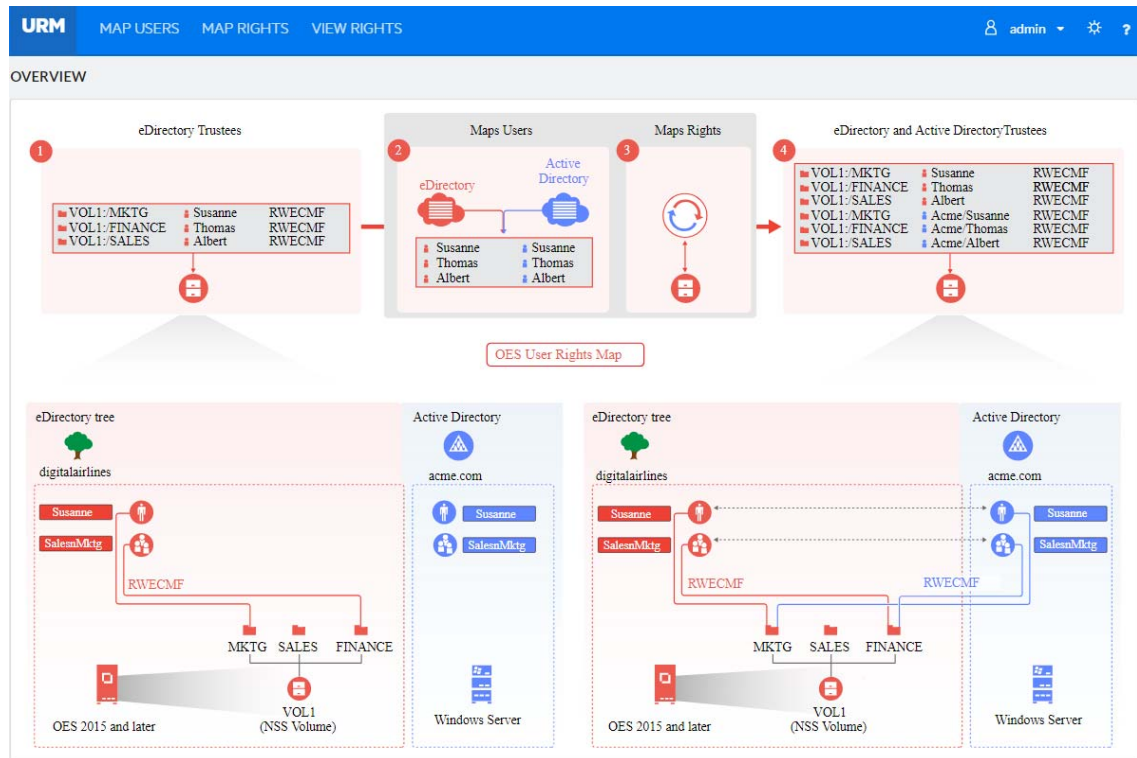 URM MAP USERS MAP RIGHTS VIEW RIGHTS admin ?
OVERVIEW
eDirectory Trustees
1
VOL1:/MKTG Susanne RWECMF
VOL1:/FINANCE Thomas RWECMF
VOL1:/SALES Albert RWECMF
Maps Users
2
eDirectory
Active
Directory
Susanne Susanne
Thomas Thomas
Albert Albert
Maps Rights
3
eDirectory and Active DirectoryTrustees
4
VOL1:/MKTG Susanne RWECMF
VOL1:/FINANCE Thomas RWECMF
VOL1:/SALES Albert RWECMF
VOL1:/MKTG Acme/Susanne RWECMF
VOL1:/FINANCE Acme/Thomas RWECMF
VOL1:/SALES Acme/Albert RWECMF
OES User Rights Map
eDirectory tree
digitalairlines
Susanne
SalesnMktg
RWECMF
MKTG SALES FINANCE
OES 2015 and later
VOL1
(NSS Volume)
Active Directory
acme.com
Susanne
SalesnMktg
Windows Server
eDirectory tree
digitalairlines
Susanne
SalesnMktg
RWECMF
MKTG SALES FINANCE
OES 2015 and later
VOL1
(NSS Volume)
Active Directory
acme.com
Susanne
SalesnMktg
RWECMF
Windows Server